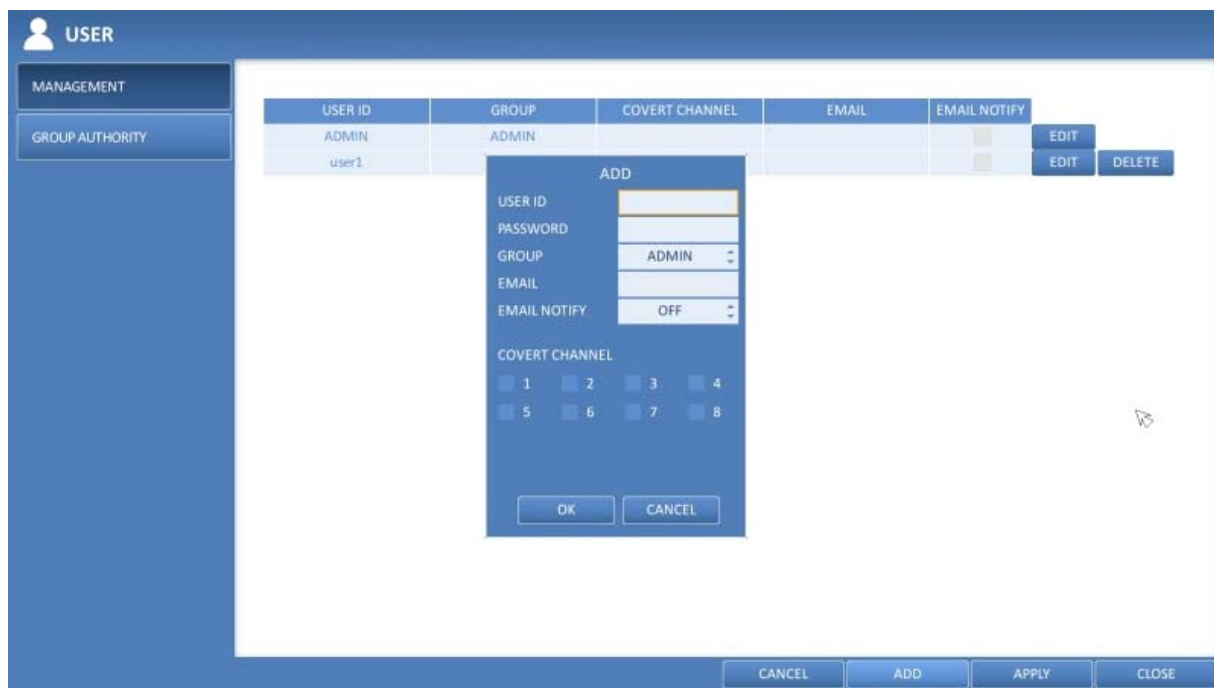 USER
MANAGEMENT
GROUP AUTHORITY
USER ID GROUP COVERT CHANNEL EMAIL EMAIL NOTIFY
ADMIN ADMIN EDIT
user1 EDIT DELETE
ADD
USER ID
PASSWORD
GROUP ADMIN
EMAIL
EMAIL NOTIFY OFF
COVERT CHANNEL
1 2 3 4
5 6 7 8
OK CANCEL
CANCEL ADD APPLY CLOSE